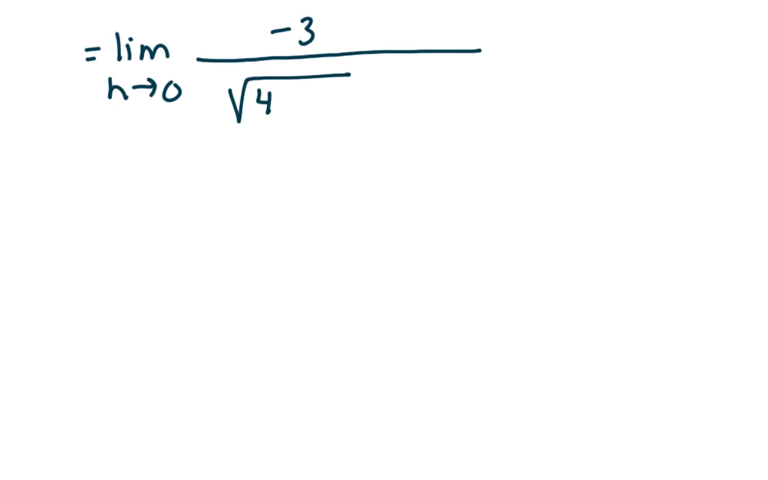 = lim -3
h→0 √4